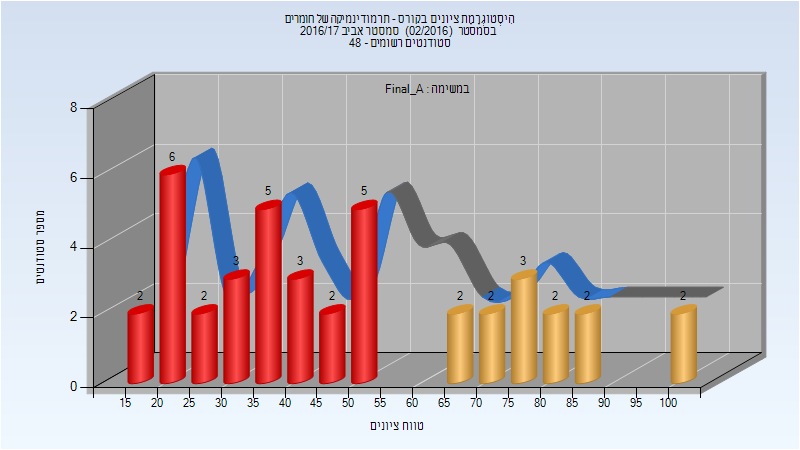 הִיסְטוֹגְרַמַת ציונים בקורס - תרמודינמיקה של חומרים
בסמסטר (02/2016) סמסטר אביב 2016/17
סטודנטים רשומים - 48
במשימה : Final_A
מספר סטודנטים
8
6
4
2
0
2
6
2
3
5
3
2
5
2
2
3
2
2
2
15 20 25 30 35 40 45 50 55 60 65 70 75 80 85 90 95 100
טווח ציונים